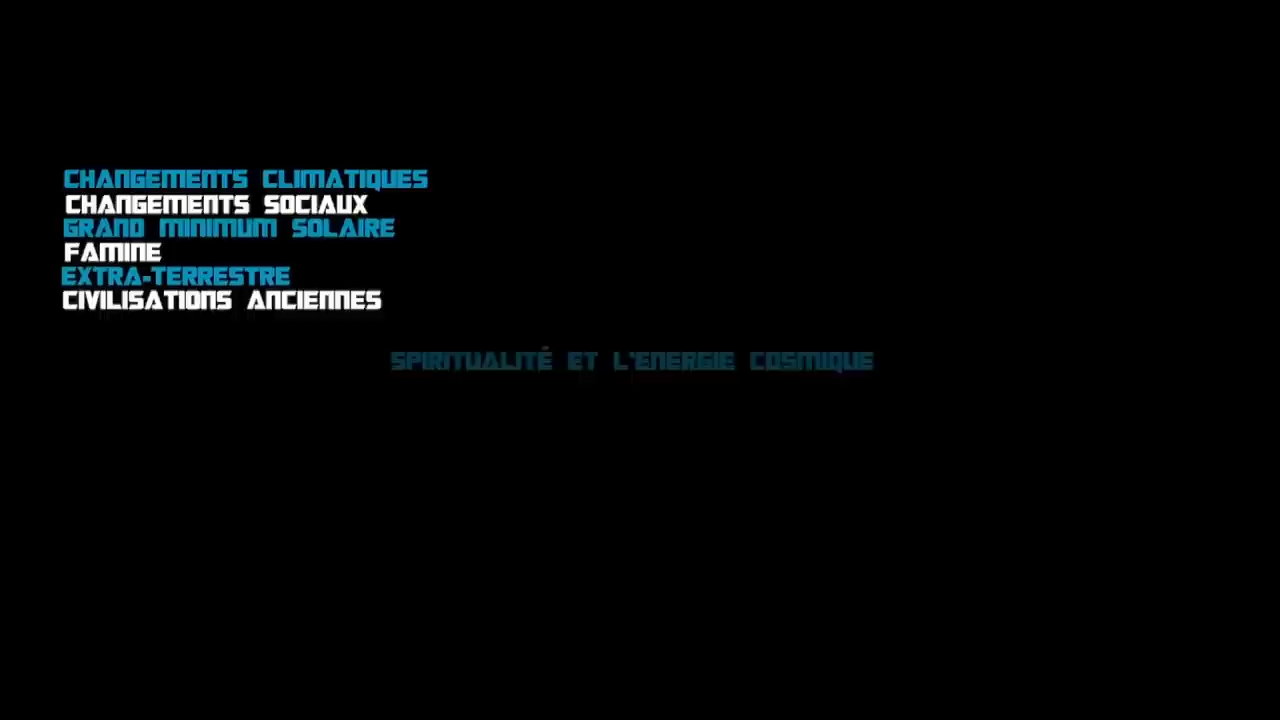 CHANGEMENTS CLIMATIQUES
CHANGEMENTS SOCIAUX
GRAND MINIMUM SOLAIRE
FAMINE
EXTRA-TERRESTRE
CIVILISATIONS ANCIENNES
SPIRITUALITÉ ET L'ENERGIE COSMIQUE